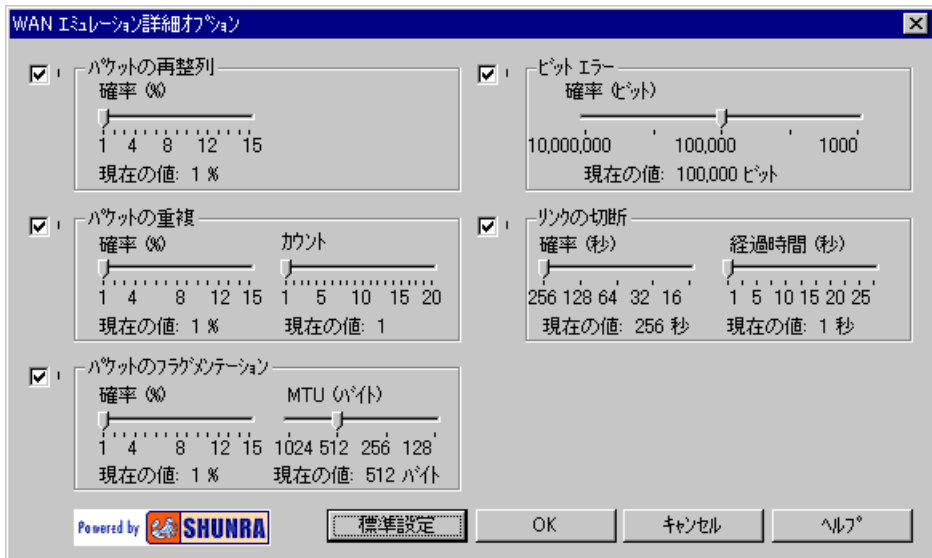 WAN エミュレーション詳細オプション
パケットの再整列
確率 (%)
1 4 8 12 15
現在の値: 1 %
ビット エラー
確率 (ビット)
10,000,000 100,000 1000
現在の値: 100,000 ビット
パケットの重複
確率 (%)
1 4 8 12 15
現在の値: 1 %
カウント
1 5 10 15 20
現在の値: 1
リンクの切断
確率 (秒)
256 128 64 32 16
現在の値: 256 秒
経過時間 (秒)
1 5 10 15 20 25
現在の値: 1 秒
パケットのフラグメンテーション
確率 (%)
1 4 8 12 15
現在の値: 1 %
MTU (バイト)
1024 512 256 128
現在の値: 512 バイト
Powered by SHUNRA
標準設定
OK
キャンセル
ヘルプ